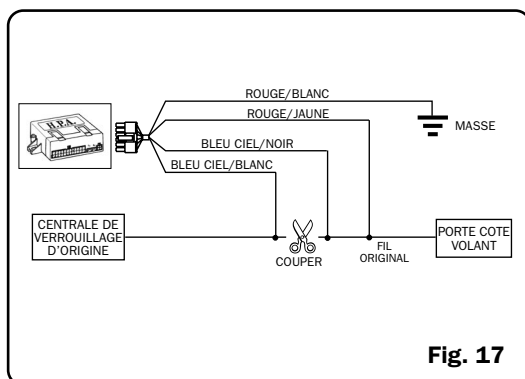 ROUGE/BLANC
MASSE
ROUGE/JAUNE
BLEU CIEL/NOIR
BLEU CIEL/BLANC
H.P.A.
CENTRALE DE
VERROUILLAGE
D'ORIGINE
COUPER
FIL
ORIGINAL
PORTE COTE
VOLANT
Fig. 17